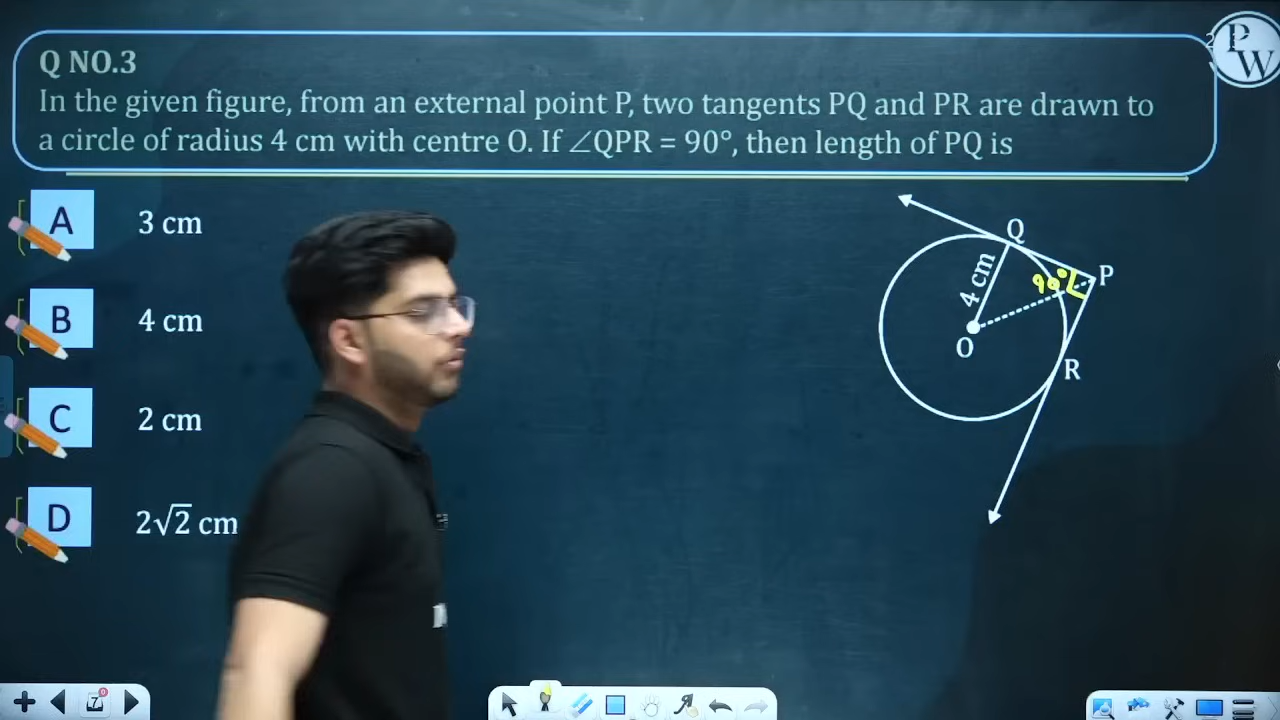 Q NO.3
In the given figure, from an external point P, two tangents PQ and PR are drawn to
a circle of radius 4 cm with centre O. If ∠QPR = 90°, then length of PQ is
PW
A 3 cm
B 4 cm
C 2 cm
D 2√2 cm
Q
P
4 cm
90°
O
R